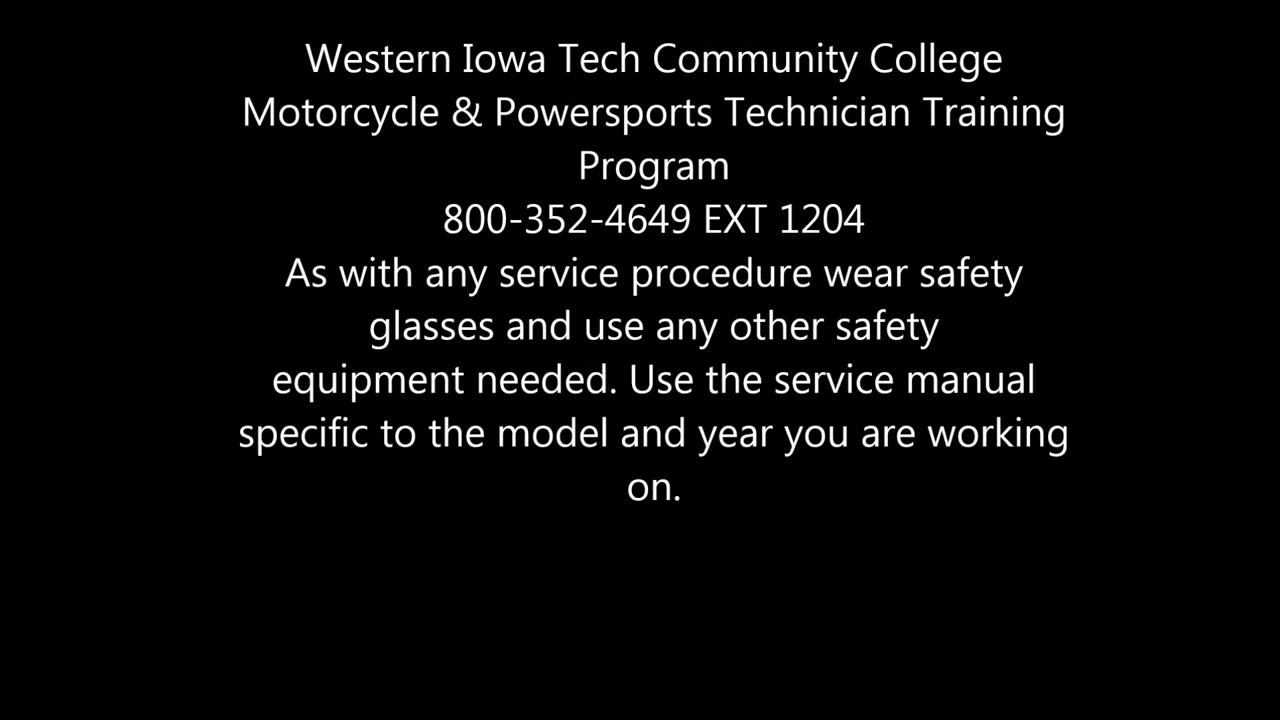 Western Iowa Tech Community College
Motorcycle & Powersports Technician Training
Program
800-352-4649 EXT 1204
As with any service procedure wear safety
glasses and use any other safety
equipment needed. Use the service manual
specific to the model and year you are working
on.